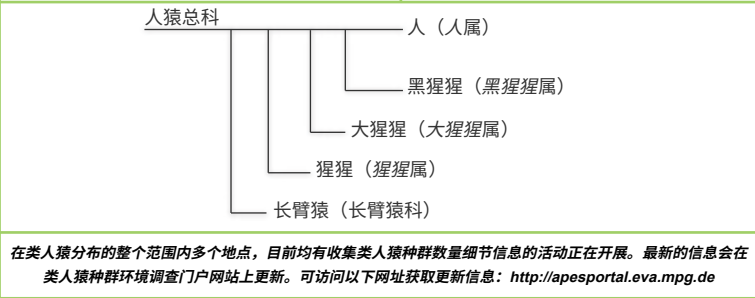 人猿总科
人（人属）
黑猩猩（黑猩猩属）
大猩猩（大猩猩属）
猩猩（猩猩属）
长臂猿（长臂猿科）
在类人猿分布的整个范围内多个地点，目前均有收集类人猿种群数量细节信息的活动正在开展。最新的信息会在
类人猿种群环境调查门户网站上更新。可访问以下网址获取更新信息：http://apesportal.eva.mpg.de